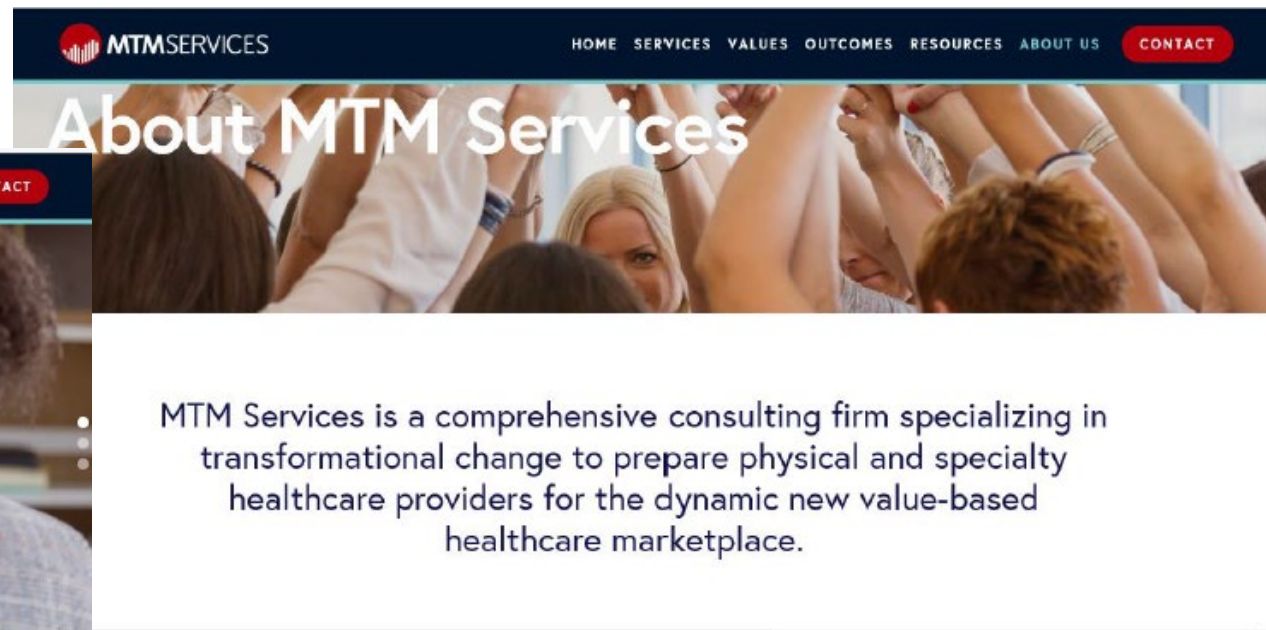 MTMSERVICES
HOME SERVICES VALUES OUTCOMES RESOURCES ABOUT US CONTACT
About MTM Services
MTM Services is a comprehensive consulting firm specializing in
transformational change to prepare physical and specialty
healthcare providers for the dynamic new value-based
healthcare marketplace.